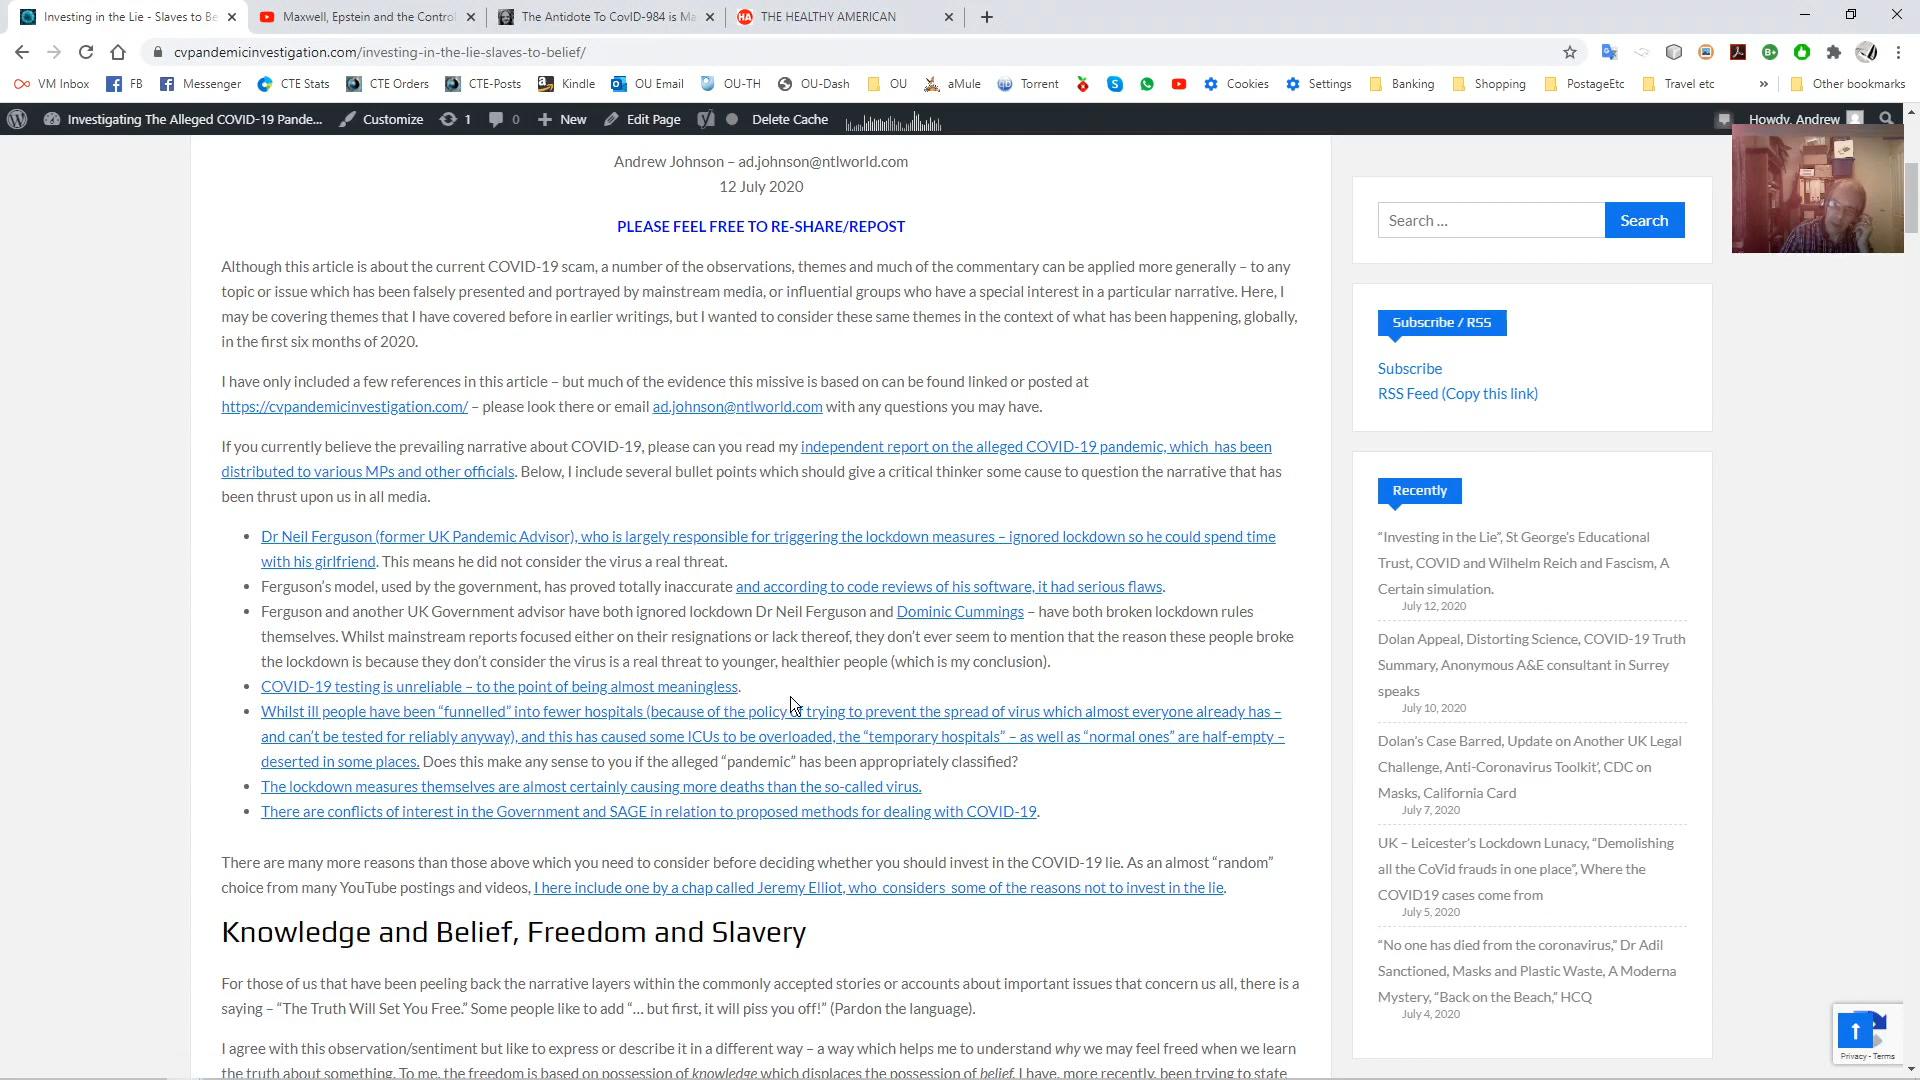 Investing in the Lie - Slaves to Be
Maxwell, Epstein and the Control
The Antidote To CovID-984 is Ma
THE HEALTHY AMERICAN
cvpandemicinvestigation.com/investing-in-the-lie-slaves-to-belief/
VM Inbox FB Messenger CTE Stats CTE Orders CTE-Posts Kindle OU Email OU-TH OU-Dash OU aMule Torrent Cookies Settings Banking Shopping PostageEtc Travel etc » Other bookmarks
Investigating The Alleged COVID-19 Pande... Customize 1 0 New Edit Page Delete Cache Howdy, Andrew
Andrew Johnson – ad.johnson@ntlworld.com
12 July 2020
PLEASE FEEL FREE TO RE-SHARE/REPOST
Although this article is about the current COVID-19 scam, a number of the observations, themes and much of the commentary can be applied more generally – to any
topic or issue which has been falsely presented and portrayed by mainstream media, or influential groups who have a special interest in a particular narrative. Here, I
may be covering themes that I have covered before in earlier writings, but I wanted to consider these same themes in the context of what has been happening, globally,
in the first six months of 2020.
I have only included a few references in this article – but much of the evidence this missive is based on can be found linked or posted at
https://cvpandemicinvestigation.com/ – please look there or email ad.johnson@ntlworld.com with any questions you may have.
If you currently believe the prevailing narrative about COVID-19, please can you read my independent report on the alleged COVID-19 pandemic, which has been
distributed to various MPs and other officials. Below, I include several bullet points which should give a critical thinker some cause to question the narrative that has
been thrust upon us in all media.
• Dr Neil Ferguson (former UK Pandemic Advisor), who is largely responsible for triggering the lockdown measures – ignored lockdown so he could spend time
with his girlfriend. This means he did not consider the virus a real threat.
• Ferguson's model, used by the government, has proved totally inaccurate and according to code reviews of his software, it had serious flaws.
• Ferguson and another UK Government advisor have both ignored lockdown Dr Neil Ferguson and Dominic Cummings – have both broken lockdown rules
themselves. Whilst mainstream reports focused either on their resignations or lack thereof, they don't ever seem to mention that the reason these people broke
the lockdown is because they don't consider the virus is a real threat to younger, healthier people (which is my conclusion).
• COVID-19 testing is unreliable – to the point of being almost meaningless.
• Whilst ill people have been “funnelled” into fewer hospitals (because of the policy of trying to prevent the spread of virus which almost everyone already has –
and can't be tested for reliably anyway), and this has caused some ICUs to be overloaded, the “temporary hospitals” – as well as “normal ones” are half-empty –
deserted in some places. Does this make any sense to you if the alleged “pandemic” has been appropriately classified?
• The lockdown measures themselves are almost certainly causing more deaths than the so-called virus.
• There are conflicts of interest in the Government and SAGE in relation to proposed methods for dealing with COVID-19.
There are many more reasons than those above which you need to consider before deciding whether you should invest in the COVID-19 lie. As an almost “random”
choice from many YouTube postings and videos, I here include one by a chap called Jeremy Elliot, who considers some of the reasons not to invest in the lie.
Knowledge and Belief, Freedom and Slavery
For those of us that have been peeling back the narrative layers within the commonly accepted stories or accounts about important issues that concern us all, there is a
saying – “The Truth Will Set You Free.” Some people like to add “… but first, it will piss you off!” (Pardon the language).
I agree with this observation/sentiment but like to express or describe it in a different way – a way which helps me to understand why we may feel freed when we learn
the truth about something. To me, the freedom is based on possession of knowledge which displaces the possession of belief. I have, more recently, been trying to state
Search ...
Search
Subscribe / RSS
Subscribe
RSS Feed (Copy this link)
Recently
“Investing in the Lie”, St George's Educational
Trust, COVID and Wilhelm Reich and Fascism, A
Certain simulation.
July 12, 2020
Dolan Appeal, Distorting Science, COVID-19 Truth
Summary, Anonymous A&E consultant in Surrey
speaks
July 10, 2020
Dolan's Case Barred, Update on Another UK Legal
Challenge, Anti-Coronavirus Toolkit', CDC on
Masks, California Card
July 7, 2020
UK – Leicester's Lockdown Lunacy, “Demolishing
all the CoVid frauds in one place”, Where the
COVID19 cases come from
July 5, 2020
“No one has died from the coronavirus,” Dr Adil
Sanctioned, Masks and Plastic Waste, A Moderna
Mystery, “Back on the Beach,” HCQ
July 4, 2020
Privacy - Terms